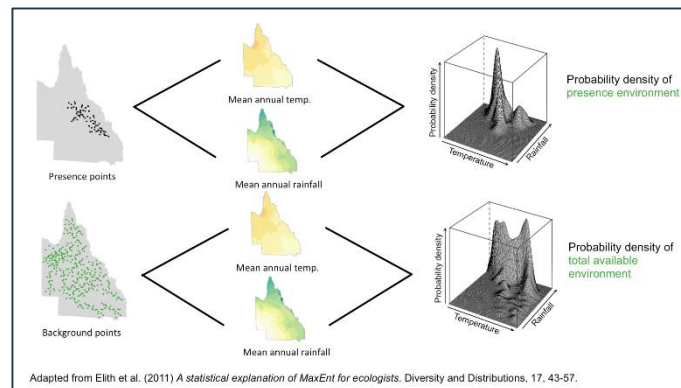 Presence points
Mean annual temp.
Mean annual rainfall
Probability density
Temperature
Rainfall
Probability density of
presence environment
Background points
Mean annual temp.
Mean annual rainfall
Probability density
Temperature
Rainfall
Probability density of
total available
environment
Adapted from Elith et al. (2011) A statistical explanation of MaxEnt for ecologists. Diversity and Distributions, 17, 43-57.